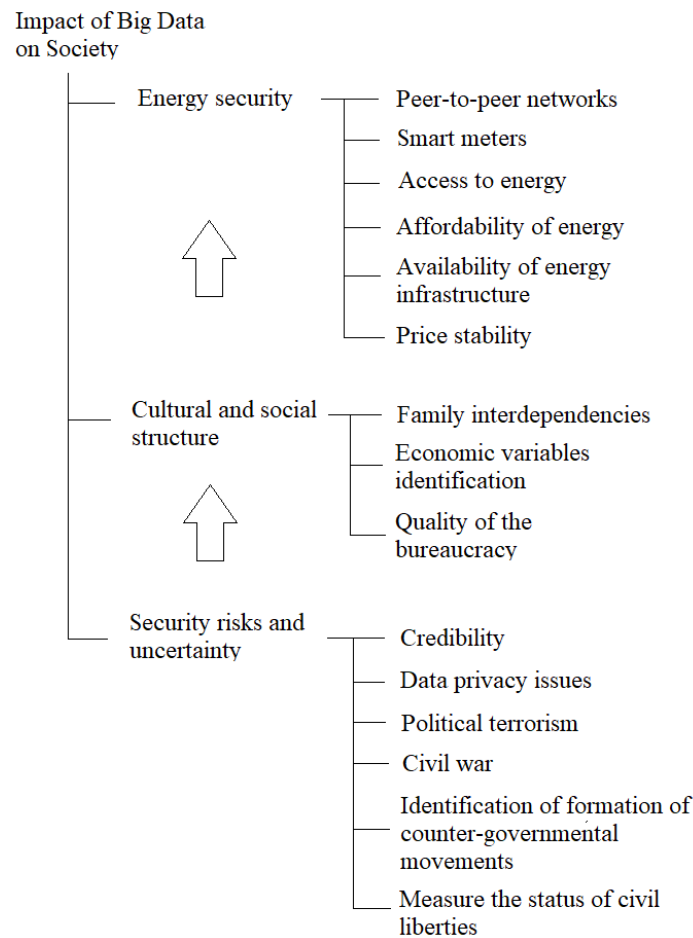 Impact of Big Data
on Society
Energy security
Peer-to-peer networks
Smart meters
Access to energy
Affordability of energy
Availability of energy
infrastructure
Price stability
Cultural and social
structure
Family interdependencies
Economic variables
identification
Quality of the
bureaucracy
Security risks and
uncertainty
Credibility
Data privacy issues
Political terrorism
Civil war
Identification of formation of
counter-governmental
movements
Measure the status of civil
liberties